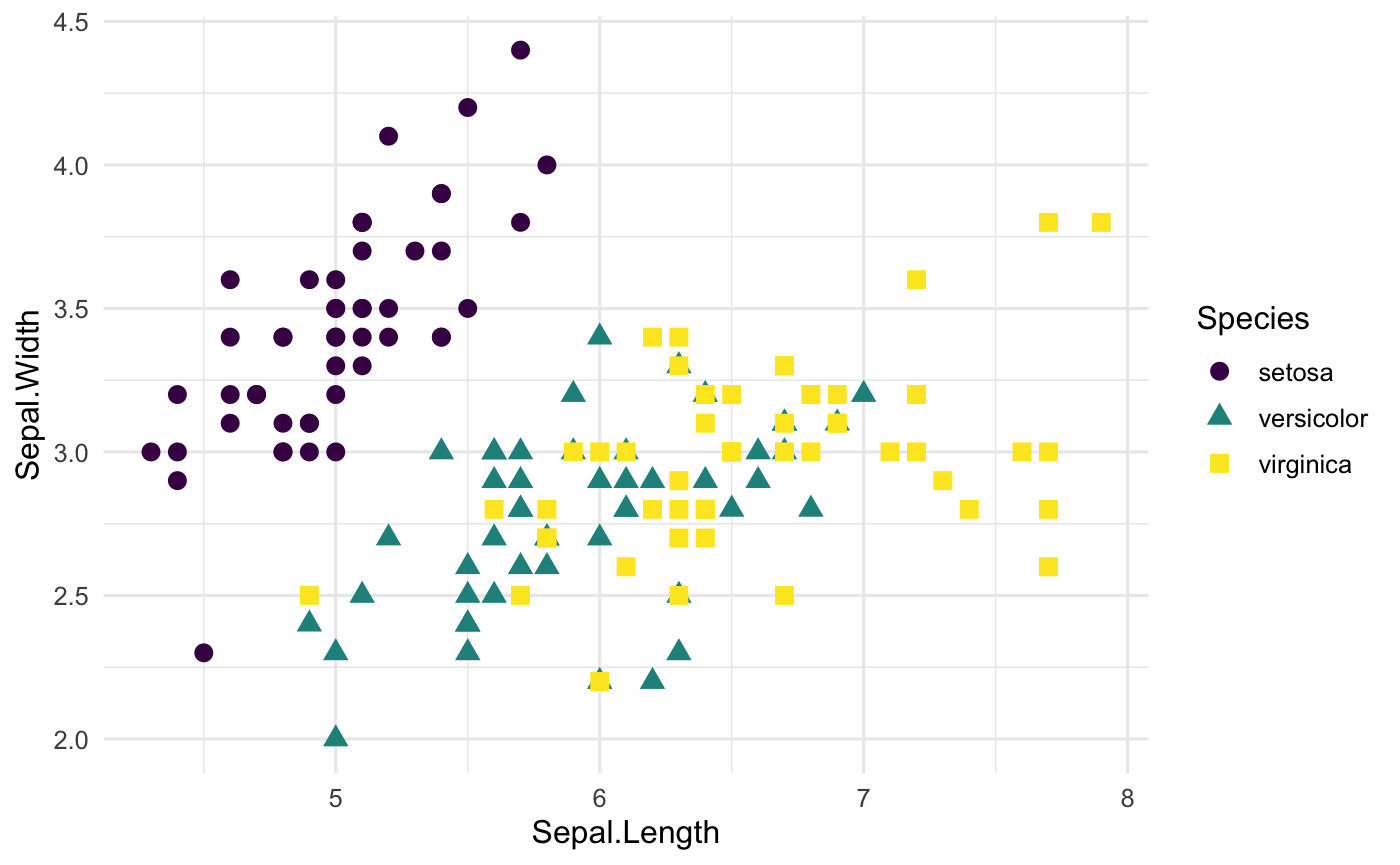 4.5
4.0
3.5
3.0
2.5
2.0
Sepal.Width
5 6 7 8
Sepal.Length
Species
setosa
versicolor
virginica